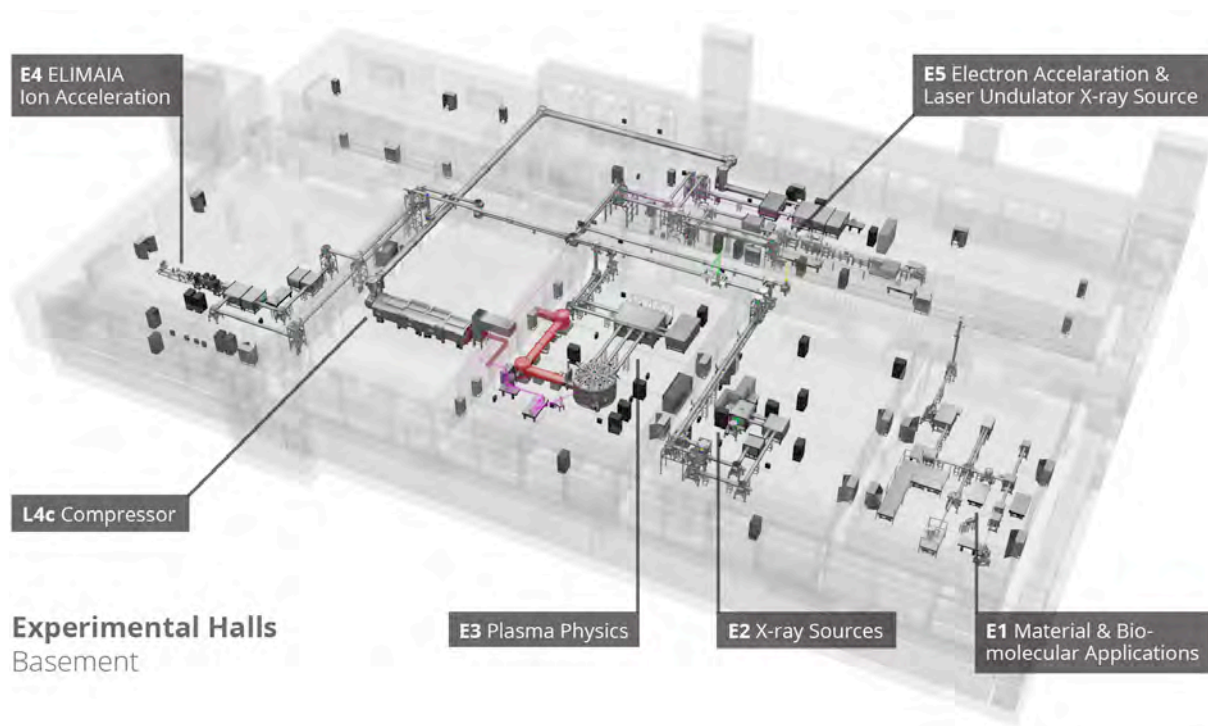 E4 ELIMAIA
Ion Acceleration
E5 Electron Accelaration &
Laser Undulator X-ray Source
L4c Compressor
E3 Plasma Physics
E2 X-ray Sources
E1 Material & Bio-
molecular Applications
Experimental Halls
Basement